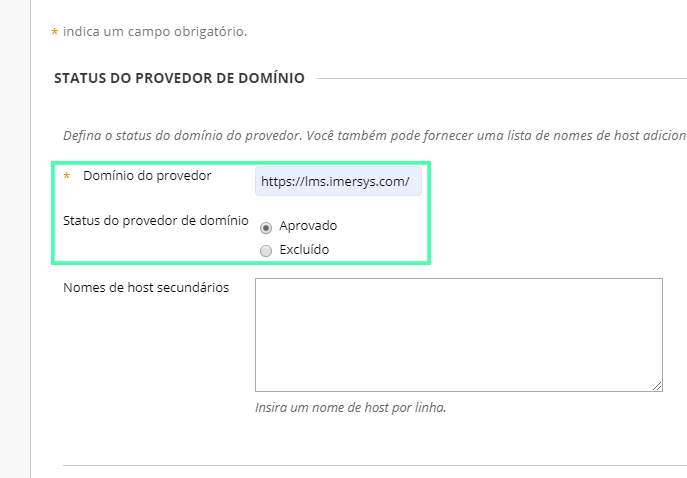 * indica um campo obrigatório.
STATUS DO PROVEDOR DE DOMÍNIO
Defina o status do domínio do provedor. Você também pode fornecer uma lista de nomes de host adicion
* Domínio do provedor https://lms.imersys.com/
Status do provedor de domínio Aprovado
Excluído
Nomes de host secundários
Insira um nome de host por linha.